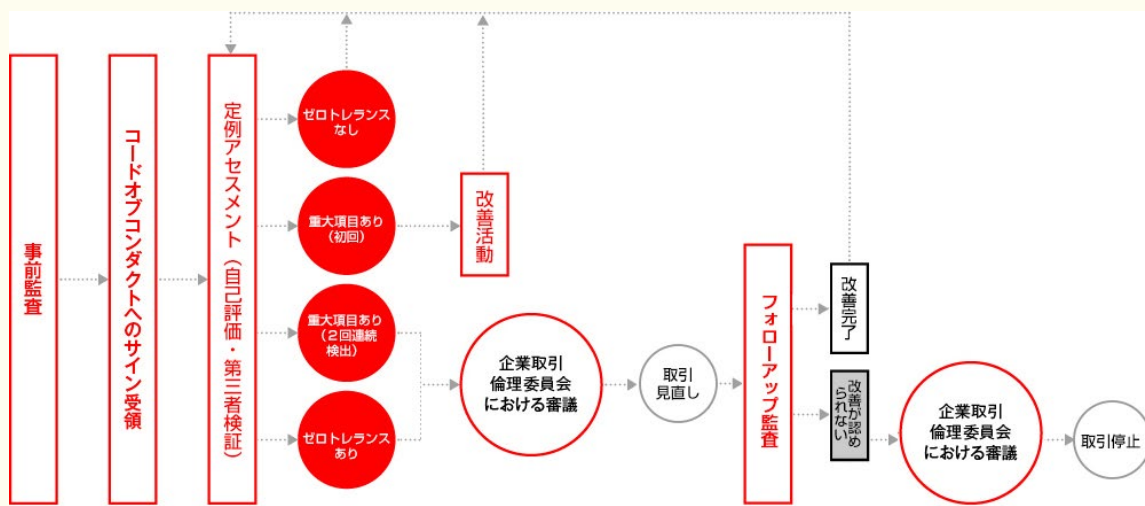 事前監査
コードオブコンダクトへのサイン受領
定例アセスメント（自己評価・第三者検証）
ゼロトレランス
なし
重大項目あり
（初回）
重大項目あり
（２回連続
検出）
ゼロトレランス
あり
改善活動
企業取引
倫理委員会
における審議
取引
見直し
フォローアップ監査
改善完了
改善が認め
られない
企業取引
倫理委員会
における審議
取引停止